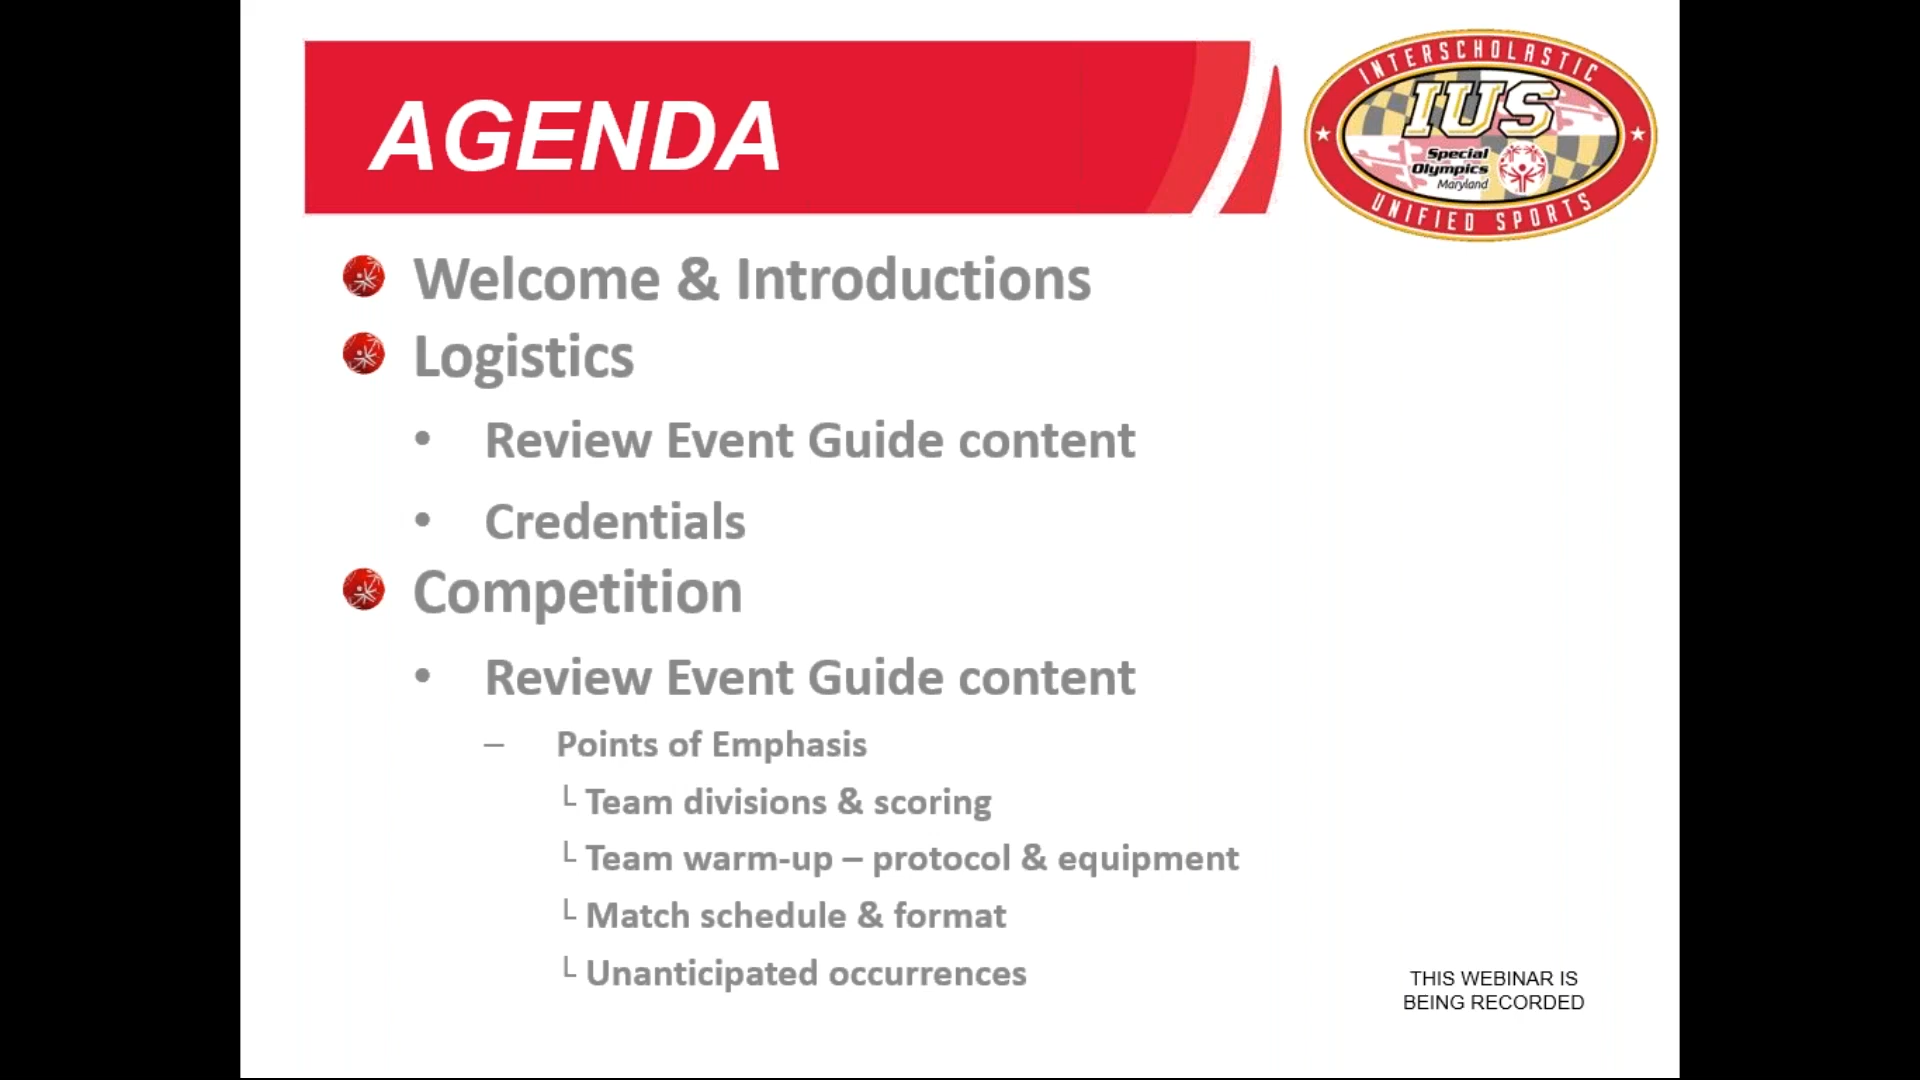 AGENDA
INTERSCHOLASTIC
IUS
Special
Olympics
Maryland
UNIFIED SPORTS
Welcome & Introductions
Logistics
• Review Event Guide content
• Credentials
Competition
• Review Event Guide content
– Points of Emphasis
└ Team divisions & scoring
└ Team warm-up – protocol & equipment
└ Match schedule & format
└ Unanticipated occurrences
THIS WEBINAR IS
BEING RECORDED